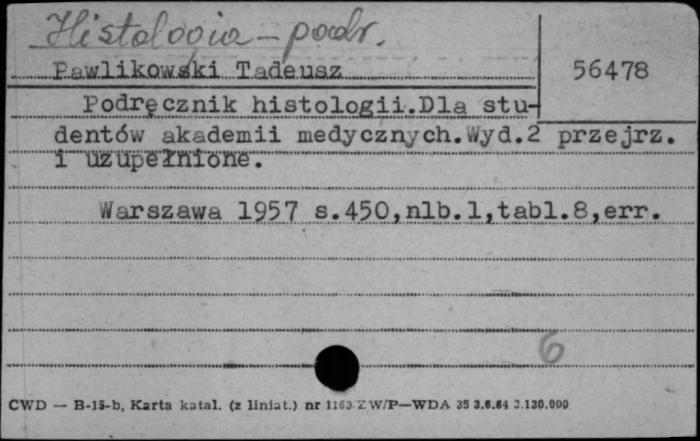 Histologia – podr.
Pawlikowski Tadeusz
56478
Podręcznik histologii.Dla stu-
dentów akademii medycznych.Wyd.2 przejrz.
i uzupełnione.
Warszawa 1957 s.450,nlb.1,tabl.8,err.
6
CWD — B-15-b, Karta katal. (z liniat.) nr 1163 ZW/P—WDA 35 3.6.64 3.130.000